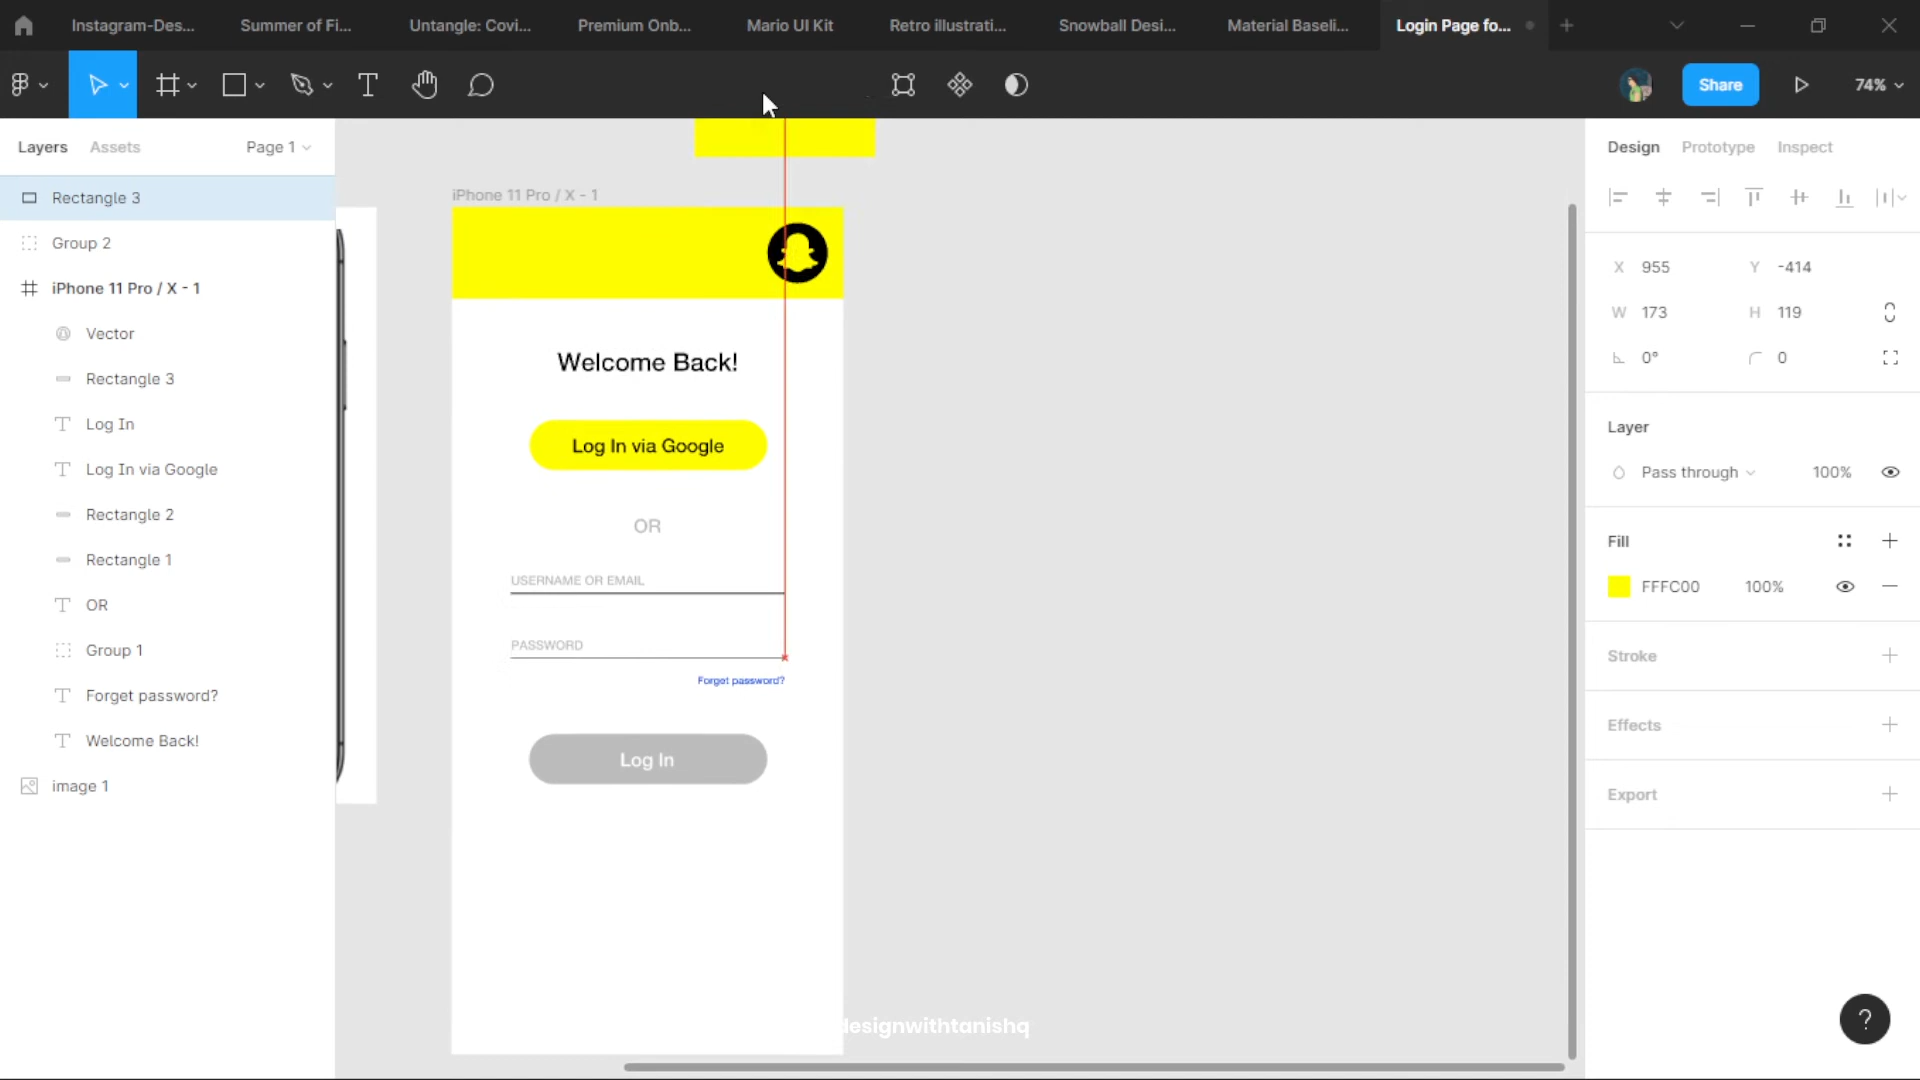 Instagram-Des...
Summer of Fi...
Untangle: Covi...
Premium Onb...
Mario UI Kit
Retro illustrati...
Snowball Desi...
Material Baseli...
Login Page fo...
Share
74%
Layers
Assets
Page 1
Rectangle 3
Group 2
iPhone 11 Pro / X - 1
Vector
Rectangle 3
Log In
Log In via Google
Rectangle 2
Rectangle 1
OR
Group 1
Forget password?
Welcome Back!
image 1
iPhone 11 Pro / X - 1
Welcome Back!
Log In via Google
OR
USERNAME OR EMAIL
PASSWORD
Forget password?
Log In
designwithtanishq
Design
Prototype
Inspect
X 955
Y -414
W 173
H 119
0°
0
Layer
Pass through
100%
Fill
FFFC00
100%
Stroke
Effects
Export
?